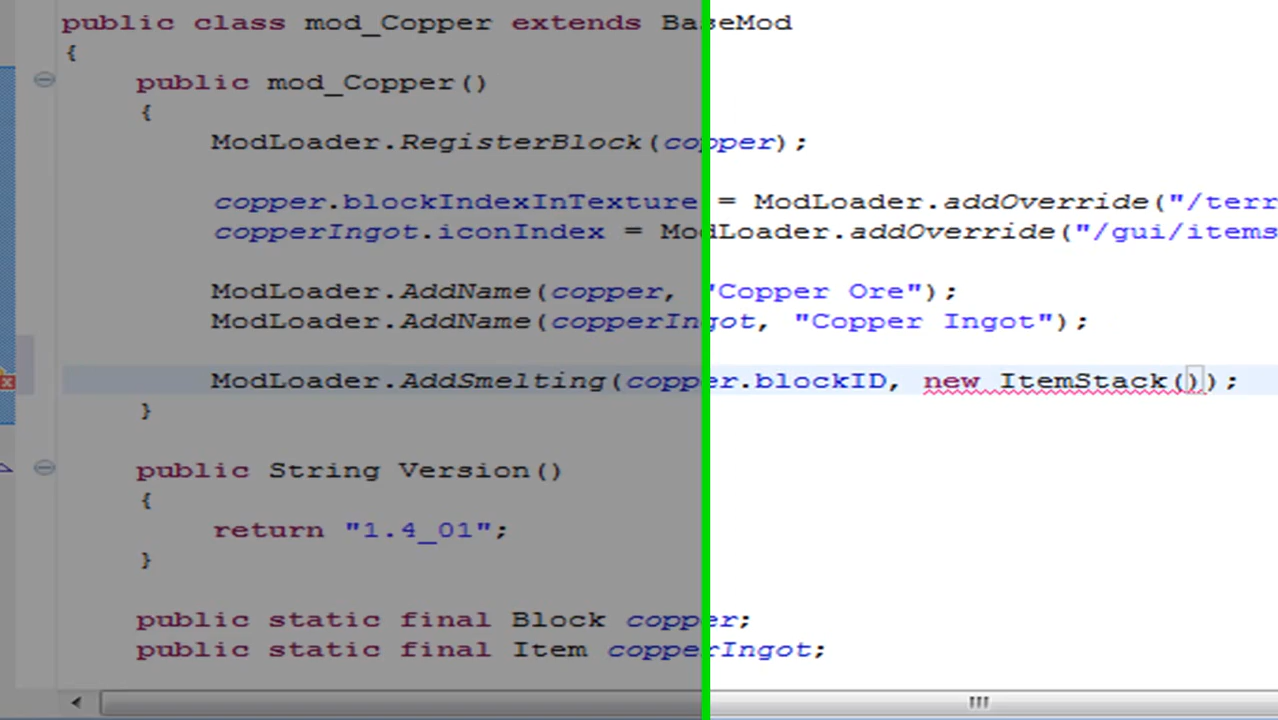 public class mod_Copper extends BaseMod
{
public mod_Copper()
{
ModLoader.RegisterBlock(copper);
copper.blockIndexInTexture = ModLoader.addOverride("/terr
copperIngot.iconIndex = ModLoader.addOverride("/gui/items
ModLoader.AddName(copper, "Copper Ore");
ModLoader.AddName(copperIngot, "Copper Ingot");
ModLoader.AddSmelting(copper.blockID, new ItemStack());
}
public String Version()
{
return "1.4_01";
}
public static final Block copper;
public static final Item copperIngot;